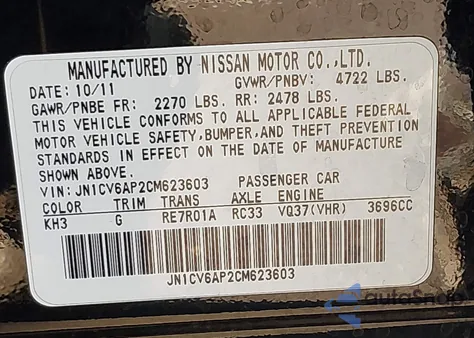 MANUFACTURED BY NISSAN MOTOR CO.,LTD.
DATE: 10/11 GVWR/PNBV: 4722 LBS.
GAWR/PNBE FR: 2270 LBS. RR: 2478 LBS.
THIS VEHICLE CONFORMS TO ALL APPLICABLE FEDERAL
MOTOR VEHICLE SAFETY,BUMPER,AND THEFT PREVENTION
STANDARDS IN EFFECT ON THE DATE OF MANUFACTURE
SHOWN ABOVE.
VIN: JN1CV6AP2CM623603 PASSENGER CAR
COLOR TRIM TRANS AXLE ENGINE
KH3 G RE7R01A RC33 VQ37(VHR) 3696CC
JN1CV6AP2CM623603
AutoSnap